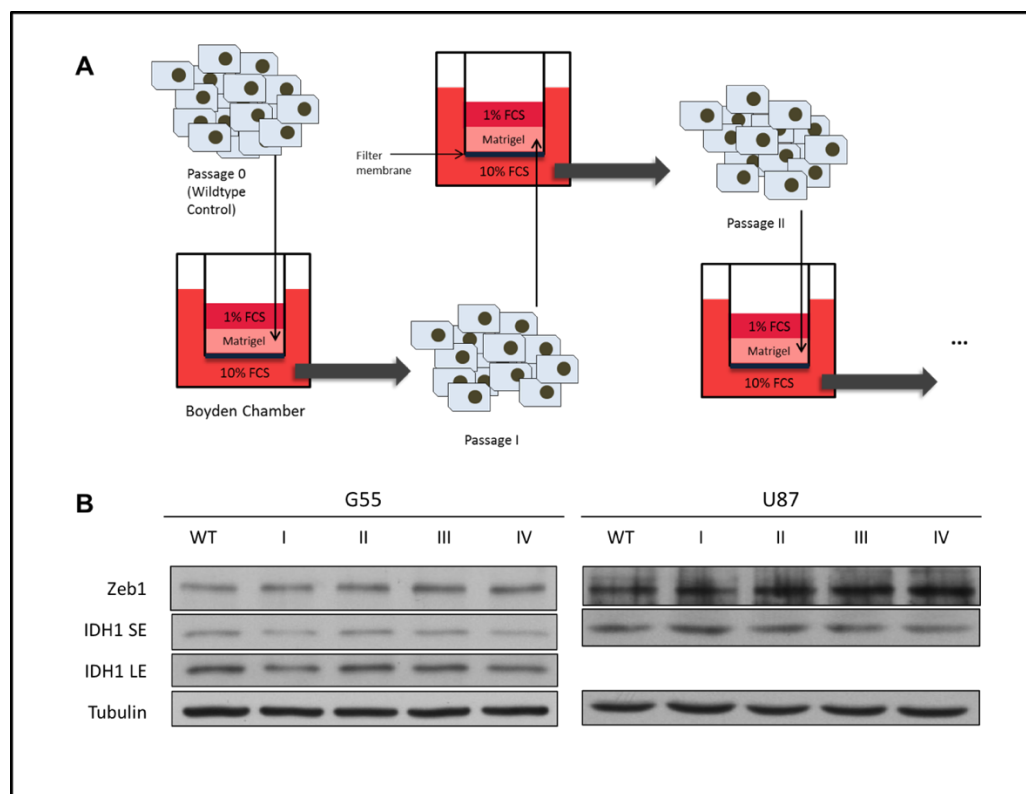 A
Passage 0
(Wildtype
Control)
1% FCS
Matrigel
10% FCS
Boyden Chamber
Filter
membrane
1% FCS
Matrigel
10% FCS
Passage I
Passage II
1% FCS
Matrigel
10% FCS
...
B
G55 U87
WT I II III IV WT I II III IV
Zeb1
IDH1 SE
IDH1 LE
Tubulin